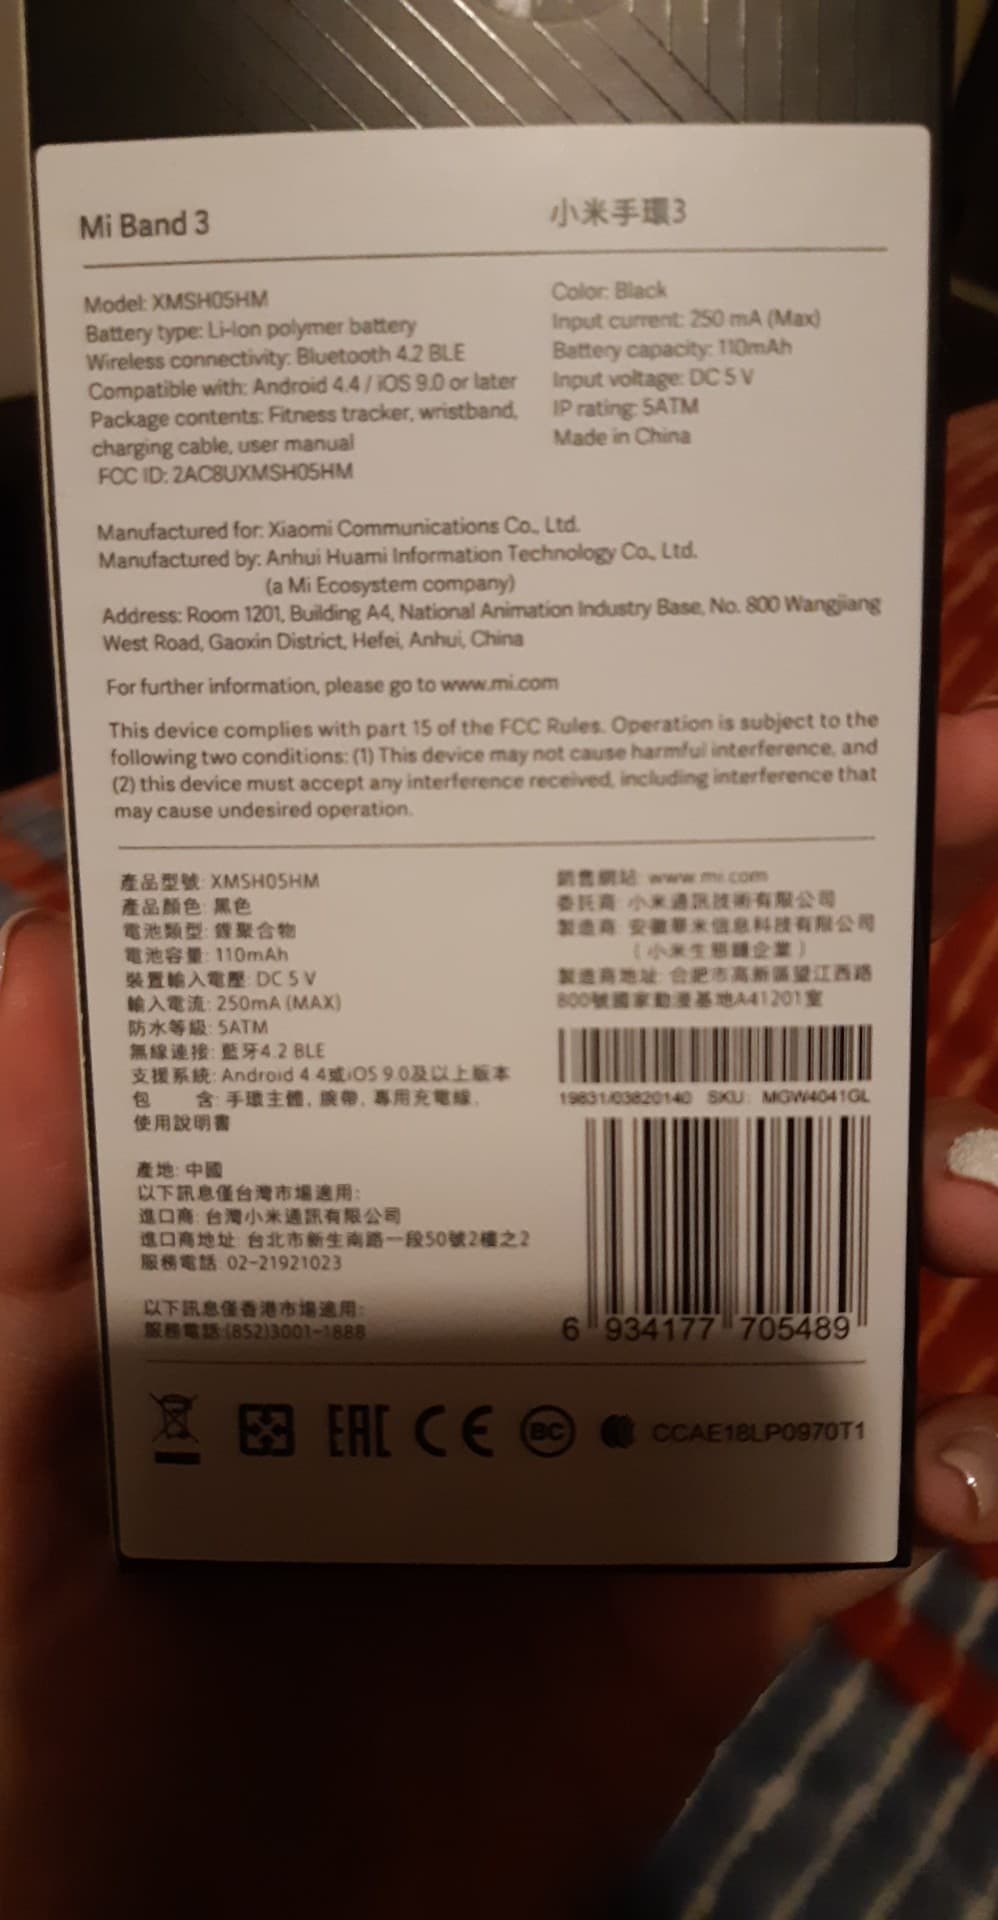 Mi Band 3
小米手環3
Model: XMSH05HM
Battery type: Li-Ion polymer battery
Wireless connectivity: Bluetooth 4.2 BLE
Compatible with: Android 4.4 / iOS 9.0 or later
Package contents: Fitness tracker, wristband,
charging cable, user manual
FCC ID: 2AC8UXMSH05HM
Color: Black
Input current: 250 mA (Max)
Battery capacity: 110mAh
Input voltage: DC 5 V
IP rating: 5ATM
Made in China
Manufactured for: Xiaomi Communications Co., Ltd.
Manufactured by: Anhui Huami Information Technology Co., Ltd.
(a Mi Ecosystem company)
Address: Room 1201, Building A4, National Animation Industry Base, No. 800 Wangjiang
West Road, Gaoxin District, Hefei, Anhui, China
For further information, please go to www.mi.com
This device complies with part 15 of the FCC Rules. Operation is subject to the
following two conditions: (1) This device may not cause harmful interference, and
(2) this device must accept any interference received, including interference that
may cause undesired operation.
產品型號: XMSH05HM
產品顏色: 黑色
電池類型: 鋰聚合物
電池容量: 110mAh
裝置輸入電壓: DC 5 V
輸入電流: 250mA (MAX)
防水等級: 5ATM
無線連接: 藍牙4.2 BLE
支援系統: Android 4.4或iOS 9.0及以上版本
包 含: 手環主體, 腕帶, 專用充電線,
使用說明書
產地: 中國
以下訊息僅台灣市場適用:
進口商: 台灣小米通訊有限公司
進口商地址: 台北市新生南路一段50號2樓之2
服務電話: 02-21921023
以下訊息僅香港市場適用:
服務電話:(852)3001-1888
銷售網站: www.mi.com
委託商: 小米通訊技術有限公司
製造商: 安徽華米信息科技有限公司
(小米生態鏈企業)
製造商地址: 合肥市高新區望江西路
800號國家動漫基地A41201室
19831/03820140 SKU: MGW4041GL
6 934177 705489
EAC CE BC CCAE18LP0970T1